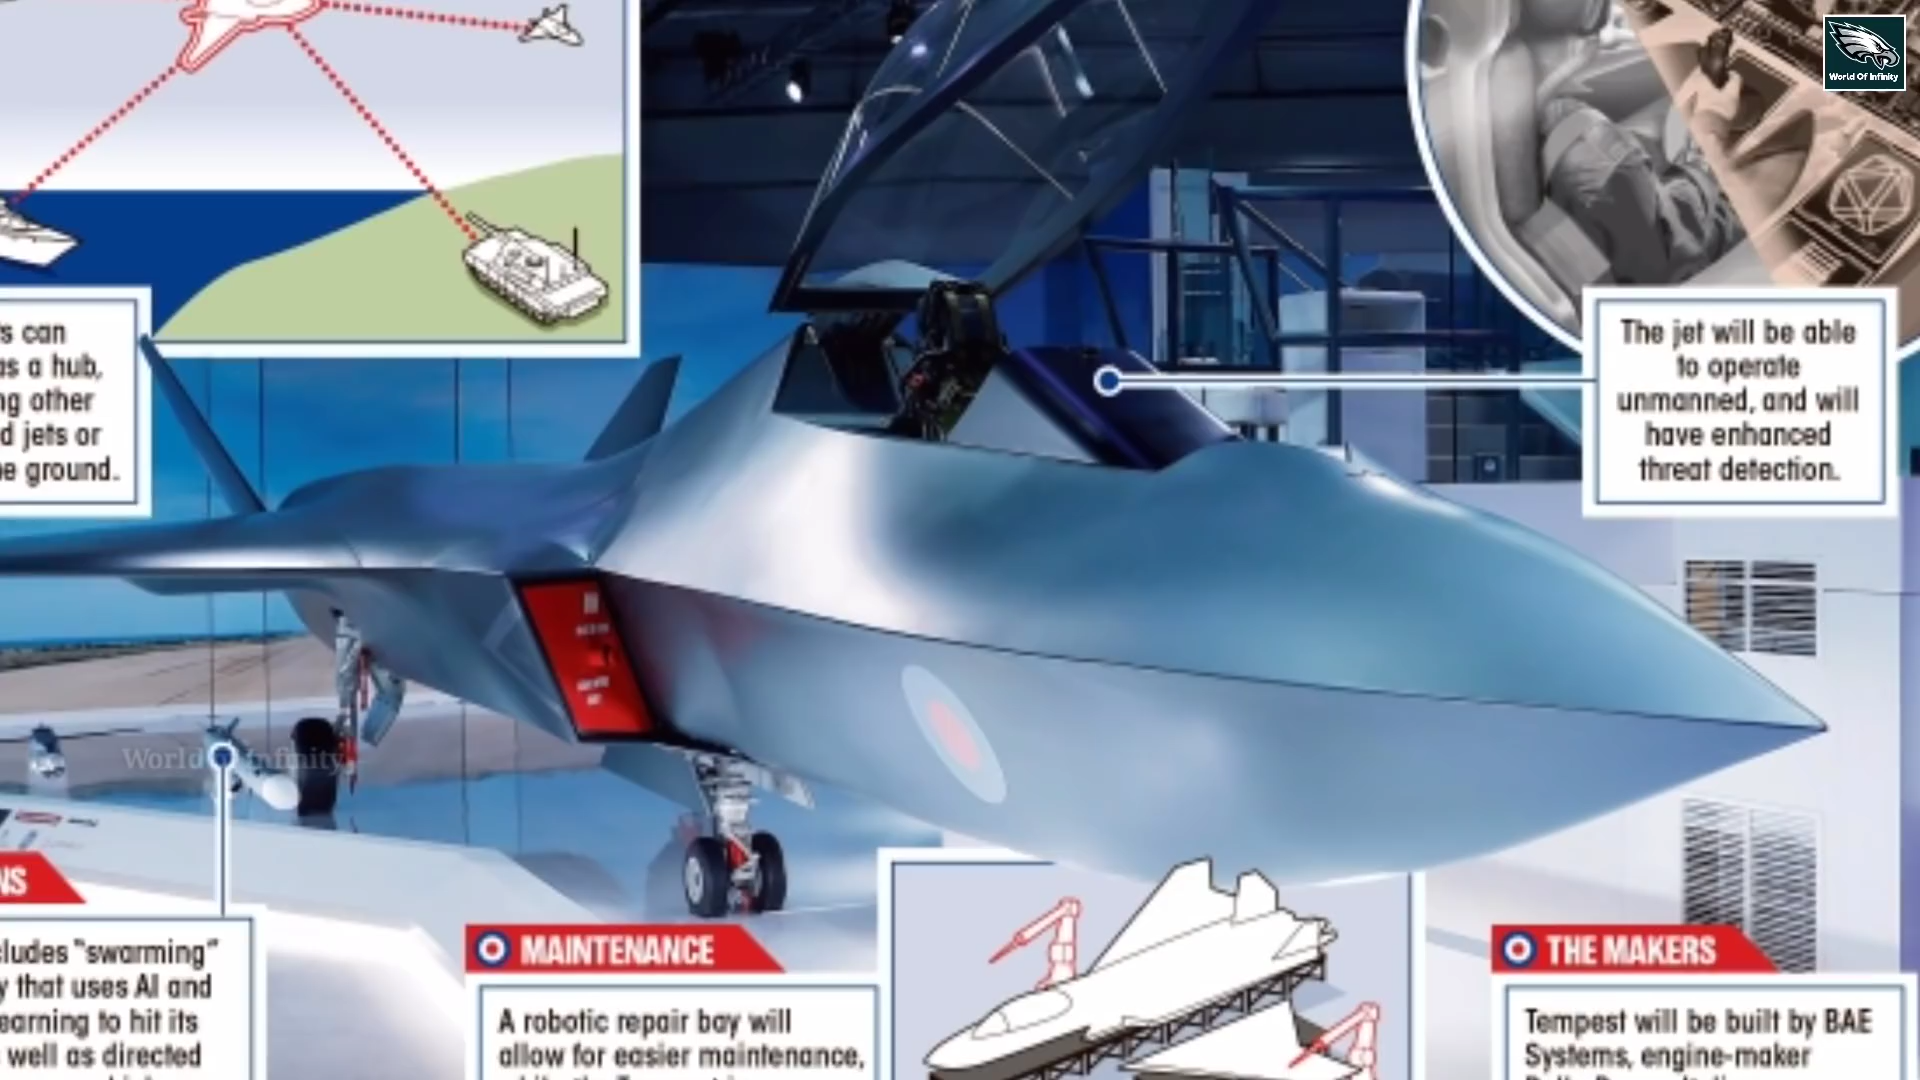 World Of Infinity
s can
as a hub,
ng other
d jets or
e ground.
The jet will be able
to operate
unmanned, and will
have enhanced
threat detection.
World Infinity
NS
cludes “swarming”
y that uses AI and
earning to hit its
well as directed
MAINTENANCE
A robotic repair bay will
allow for easier maintenance,
THE MAKERS
Tempest will be built by BAE
Systems, engine-maker